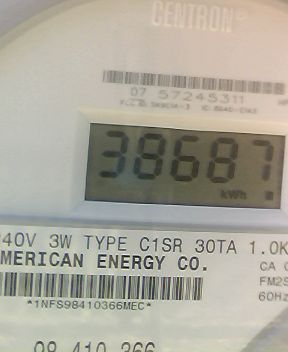 CENTRON®
07 57245311
38687
kWh
240V 3W TYPE C1SR 30TA 1.0K
AMERICAN ENERGY CO.
CA
FM2S
60Hz
*1NFS98410366MEC*
98 410 366